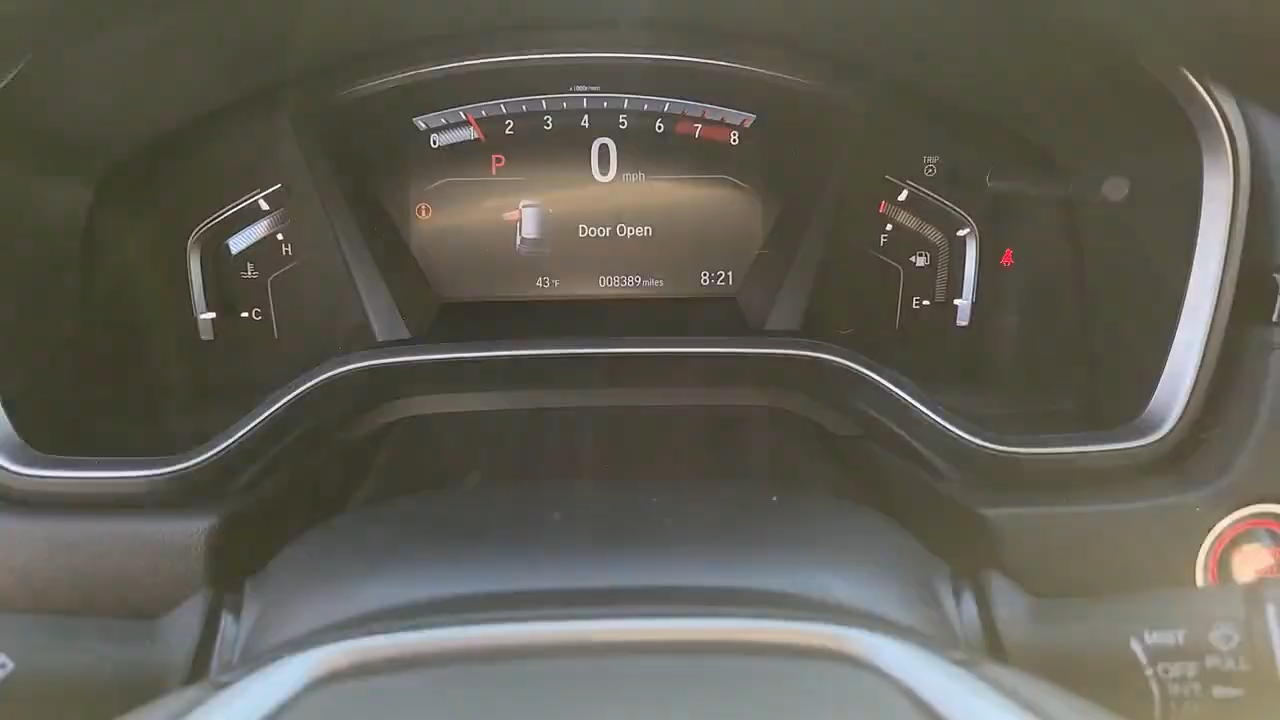 x1000r/min
0 1 2 3 4 5 6 7 8
P
0 mph
TRIP
Door Open
H
F
C
E
43°F
008389 miles
8:21
MIST
OFF
PULL
INT